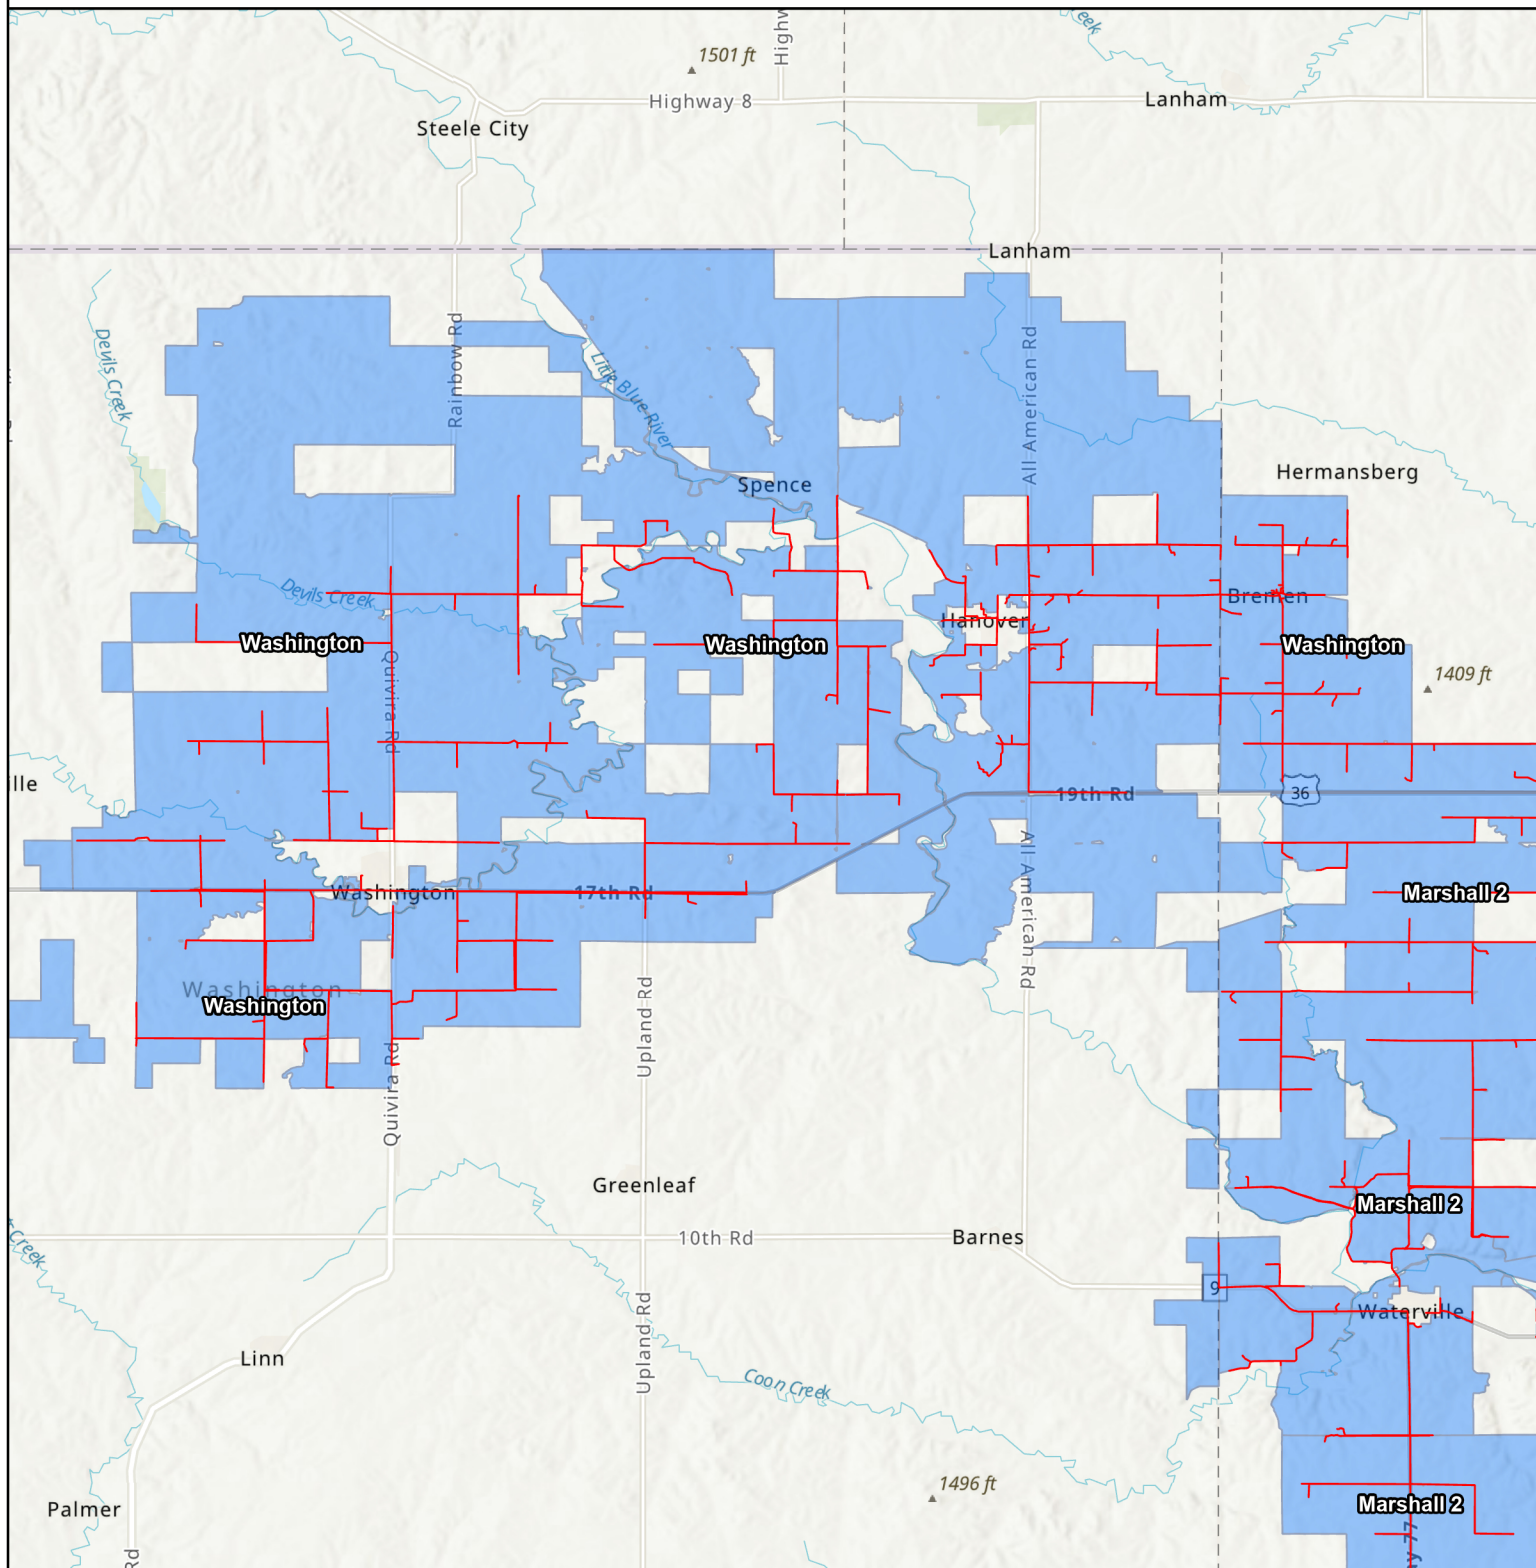 1501 ft
Highway 8
Lanham
Steele City
Lanham
Rainbow Rd
All American Rd
Devils Creek
Little Blue River
Hermansberg
Spence
Devils Creek
Bremen
Hanover
Washington
Washington
Washington
Quivira Rd
1409 ft
19th Rd
36
All American Rd
Washington
17th Rd
Marshall 2
Washington
Washington
Upland Rd
Quivira Rd
Greenleaf
Marshall 2
10th Rd
Barnes
9
Waterville
Upland Rd
Linn
Coon Creek
1496 ft
Palmer
Marshall 2